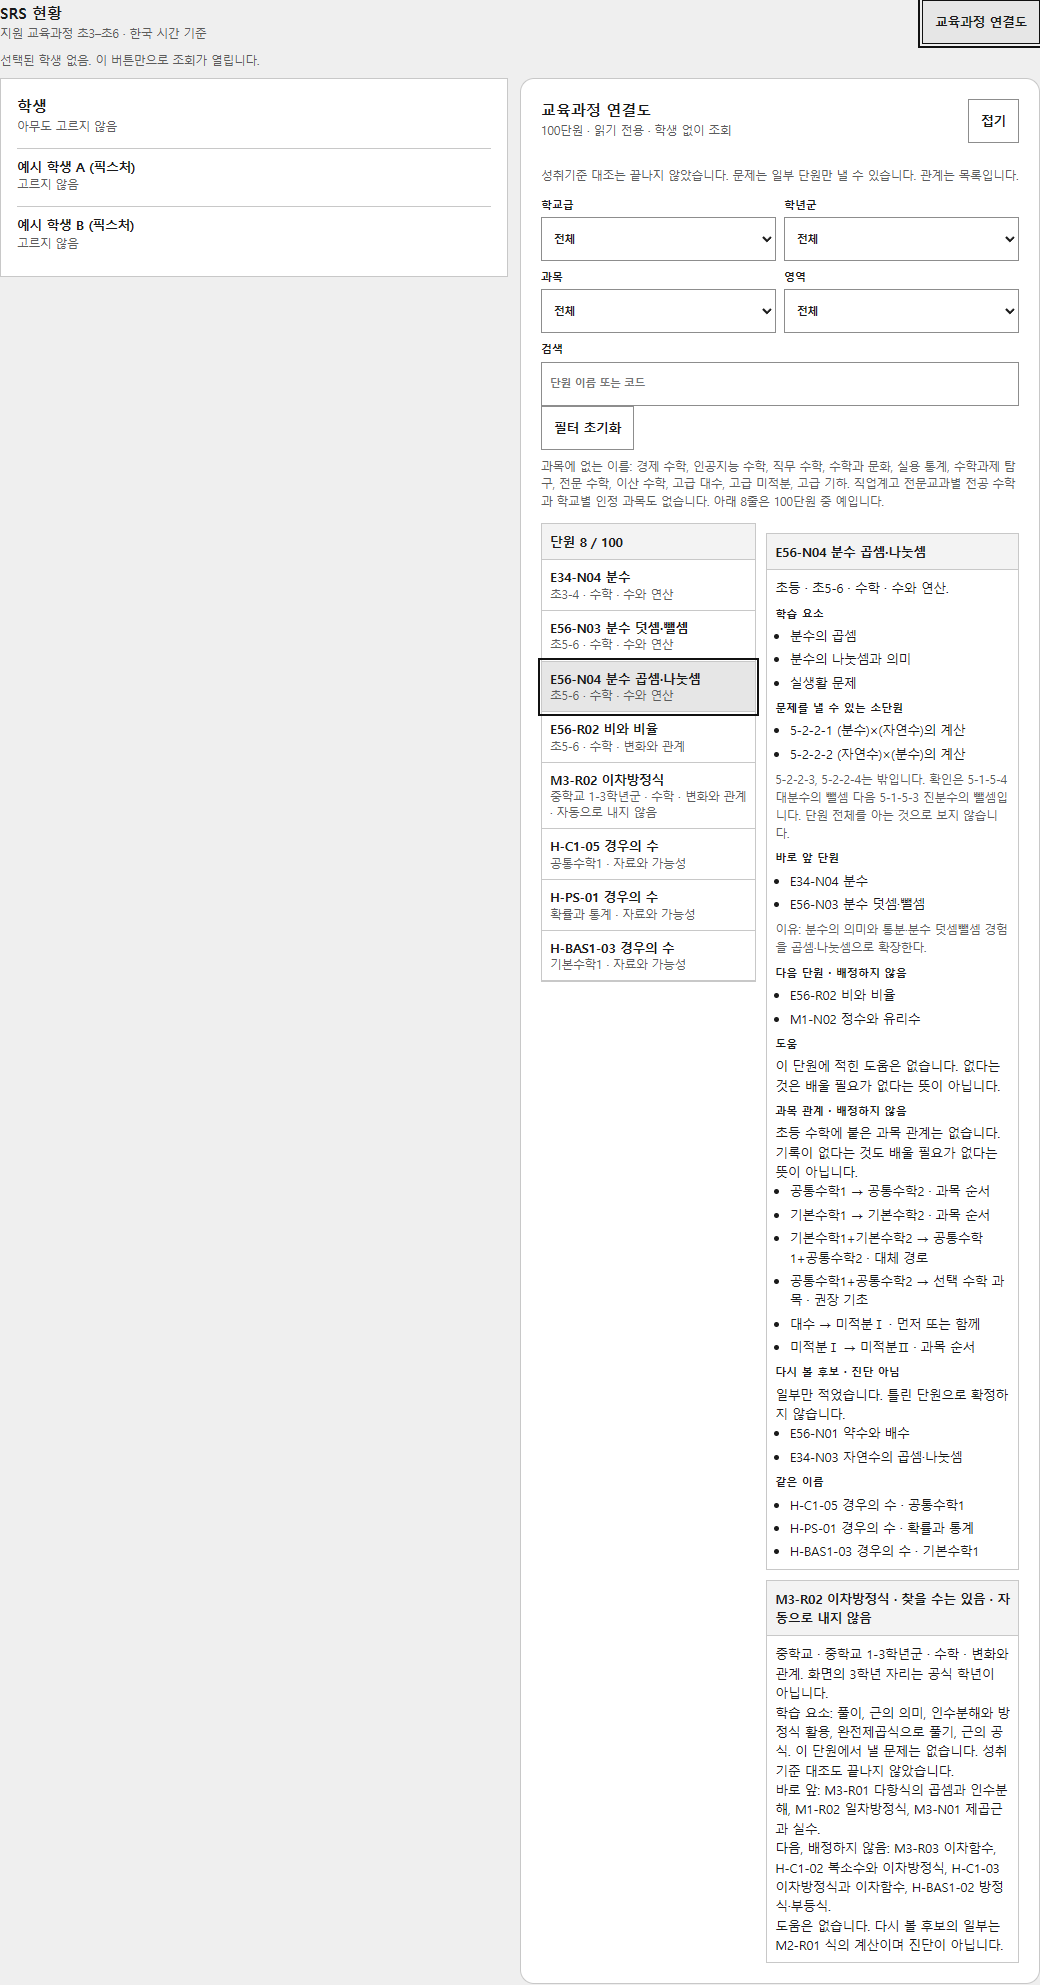 SRS 현황
지원 교육과정 초3–초6 · 한국 시간 기준
교육과정 연결도
선택된 학생 없음. 이 버튼만으로 조회가 열립니다.
학생
아무도 고르지 않음
예시 학생 A (픽스처)
고르지 않음
예시 학생 B (픽스처)
고르지 않음
교육과정 연결도
100단원 · 읽기 전용 · 학생 없이 조회
접기
성취기준 대조는 끝나지 않았습니다. 문제는 일부 단원만 낼 수 있습니다. 관계는 목록입니다.
학교급
학년군
전체
전체
과목
영역
전체
전체
검색
단원 이름 또는 코드
필터 초기화
과목에 없는 이름: 경제 수학, 인공지능 수학, 직무 수학, 수학과 문화, 실용 통계, 수학과제 탐
구, 전문 수학, 이산 수학, 고급 대수, 고급 미적분, 고급 기하. 직업계고 전문교과별 전공 수학
과 학교별 인정 과목도 없습니다. 아래 8줄은 100단원 중 예입니다.
단원 8 / 100
E34-N04 분수
초3-4 · 수학 · 수와 연산
E56-N03 분수 덧셈·뺄셈
초5-6 · 수학 · 수와 연산
E56-N04 분수 곱셈·나눗셈
초5-6 · 수학 · 수와 연산
E56-R02 비와 비율
초5-6 · 수학 · 변화와 관계
M3-R02 이차방정식
중학교 1-3학년군 · 수학 · 변화와 관계
· 자동으로 내지 않음
H-C1-05 경우의 수
공통수학1 · 자료와 가능성
H-PS-01 경우의 수
확률과 통계 · 자료와 가능성
H-BAS1-03 경우의 수
기본수학1 · 자료와 가능성
E56-N04 분수 곱셈·나눗셈
초등 · 초5-6 · 수학 · 수와 연산.
학습 요소
• 분수의 곱셈
• 분수의 나눗셈과 의미
• 실생활 문제
문제를 낼 수 있는 소단원
• 5-2-2-1 (분수)×(자연수)의 계산
• 5-2-2-2 (자연수)×(분수)의 계산
5-2-2-3, 5-2-2-4는 밖입니다. 확인은 5-1-5-4
대분수의 뺄셈 다음 5-1-5-3 진분수의 뺄셈입
니다. 단원 전체를 아는 것으로 보지 않습니
다.
바로 앞 단원
• E34-N04 분수
• E56-N03 분수 덧셈·뺄셈
이유: 분수의 의미와 통분·분수 덧셈뺄셈 경험
을 곱셈·나눗셈으로 확장한다.
다음 단원 · 배정하지 않음
• E56-R02 비와 비율
• M1-N02 정수와 유리수
도움
이 단원에 적힌 도움은 없습니다. 없다는
것은 배울 필요가 없다는 뜻이 아닙니다.
과목 관계 · 배정하지 않음
초등 수학에 붙은 과목 관계는 없습니다.
기록이 없다는 것도 배울 필요가 없다는
뜻이 아닙니다.
• 공통수학1 → 공통수학2 · 과목 순서
• 기본수학1 → 기본수학2 · 과목 순서
• 기본수학1+기본수학2 → 공통수학
1+공통수학2 · 대체 경로
• 공통수학1+공통수학2 → 선택 수학 과
목 · 권장 기초
• 대수 → 미적분Ⅰ · 먼저 또는 함께
• 미적분Ⅰ → 미적분Ⅱ · 과목 순서
다시 볼 후보 · 진단 아님
일부만 적었습니다. 틀린 단원으로 확정하
지 않습니다.
• E56-N01 약수와 배수
• E34-N03 자연수의 곱셈·나눗셈
같은 이름
• H-C1-05 경우의 수 · 공통수학1
• H-PS-01 경우의 수 · 확률과 통계
• H-BAS1-03 경우의 수 · 기본수학1
M3-R02 이차방정식 · 찾을 수는 있음 · 자
동으로 내지 않음
중학교 · 중학교 1-3학년군 · 수학 · 변화와
관계. 화면의 3학년 자리는 공식 학년이
아닙니다.
학습 요소: 풀이, 근의 의미, 인수분해와 방
정식 활용, 완전제곱식으로 풀기, 근의 공
식. 이 단원에서 낼 문제는 없습니다. 성취
기준 대조도 끝나지 않았습니다.
바로 앞: M3-R01 다항식의 곱셈과 인수분
해, M1-R02 일차방정식, M3-N01 제곱근
과 실수.
다음, 배정하지 않음: M3-R03 이차함수,
H-C1-02 복소수와 이차방정식, H-C1-03
이차방정식과 이차함수, H-BAS1-02 방정
식·부등식.
도움은 없습니다. 다시 볼 후보의 일부는
M2-R01 식의 계산이며 진단이 아닙니다.